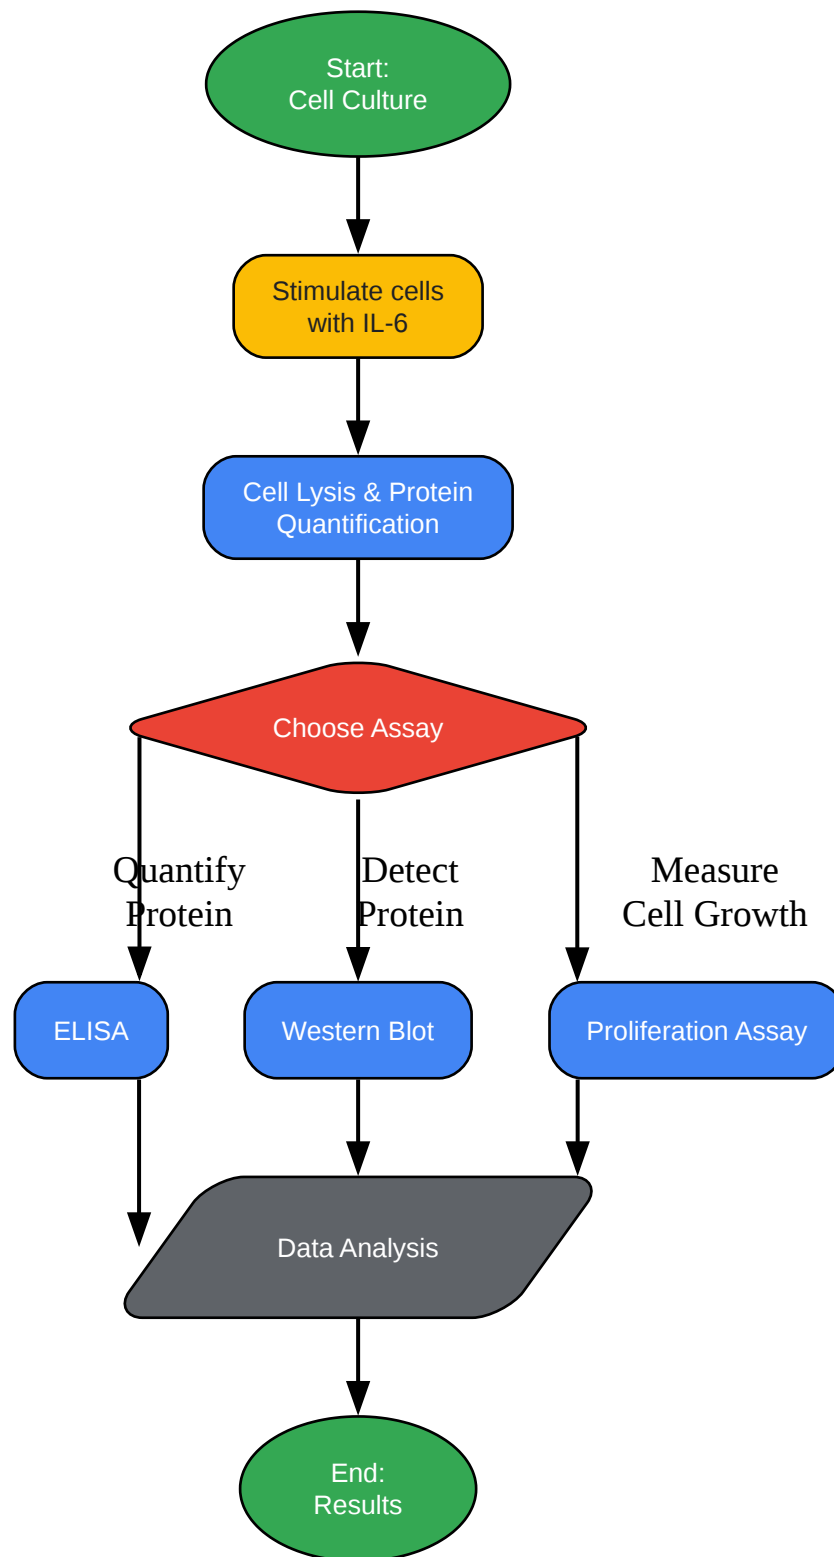 Start:
Cell Culture
Stimulate cells
with IL-6
Cell Lysis & Protein
Quantification
Choose Assay
Quantify
Protein
Detect
Protein
Measure
Cell Growth
ELISA
Western Blot
Proliferation Assay
Data Analysis
End:
Results